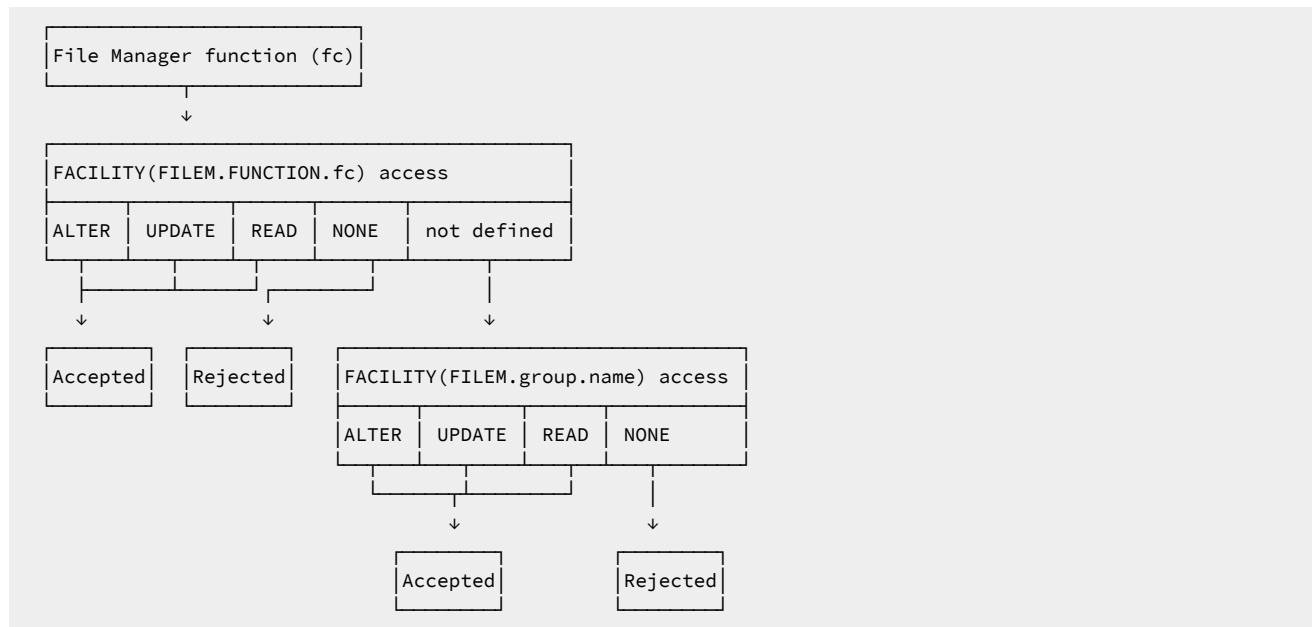 File Manager function (fc)
FACILITY(FILEM.FUNCTION.fc) access
ALTER UPDATE READ NONE not defined
Accepted Rejected FACILITY(FILEM.group.name) access
ALTER UPDATE READ NONE
Accepted Rejected